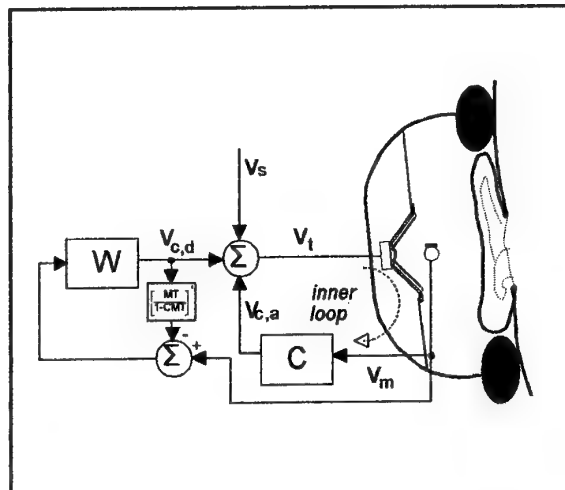 Vs
Vc,d
Vt
W
Σ
MT
1-CMT
'
inner
loop
Vc,a
-
+
Σ
C
Vm